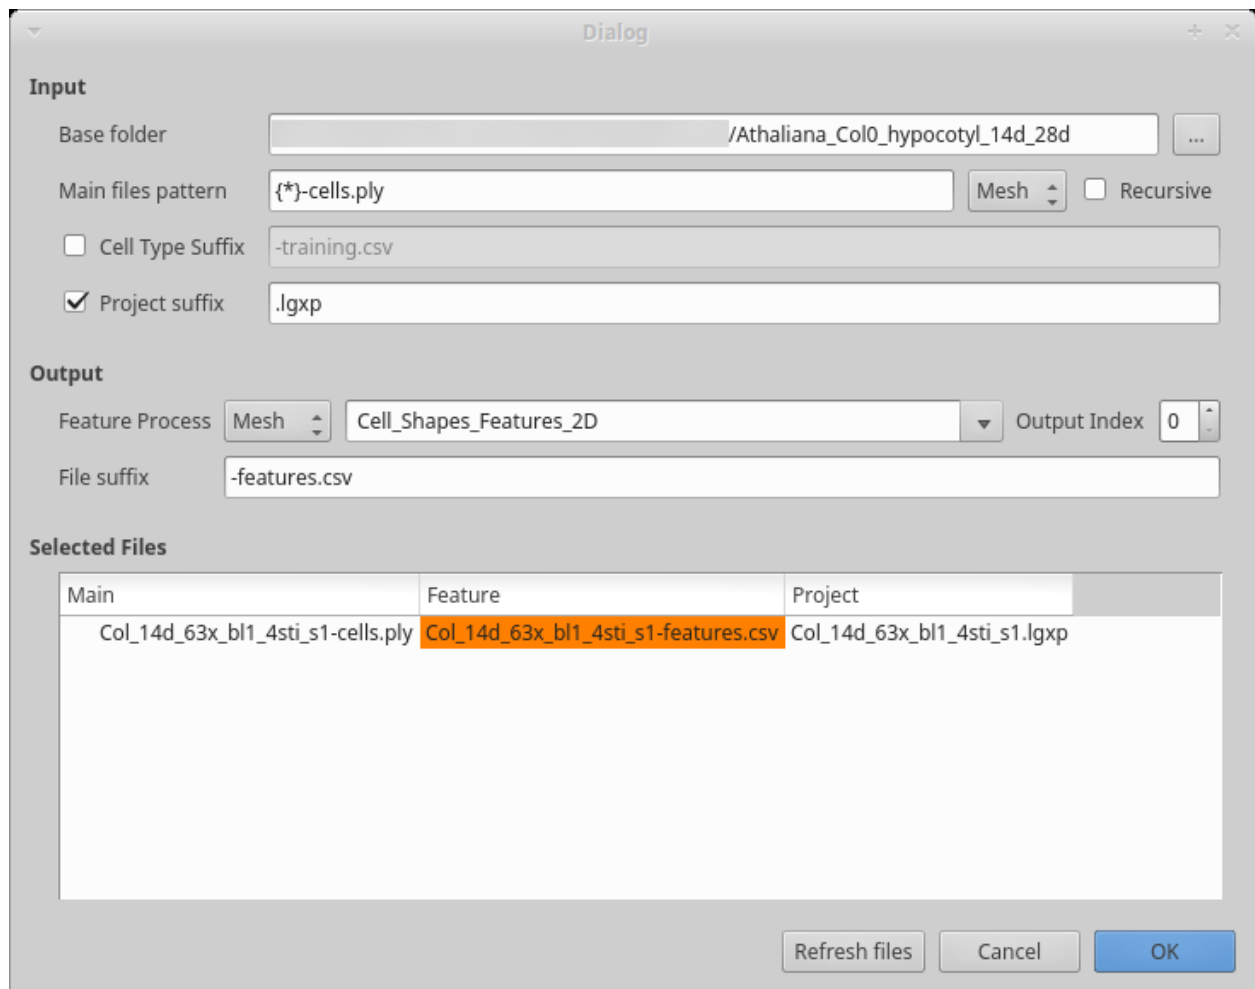 Dialog
Input
Base folder /Athaliana_Col0_hypocotyl_14d_28d ...
Main files pattern {*}-cells.ply Mesh Recursive
Cell Type Suffix -training.csv
Project suffix .lgxp
Output
Feature Process Mesh Cell_Shapes_Features_2D Output Index 0
File suffix -features.csv
Selected Files
Main Feature Project
Col_14d_63x_bl1_4sti_s1-cells.ply Col_14d_63x_bl1_4sti_s1-features.csv Col_14d_63x_bl1_4sti_s1.lgxp
Refresh files Cancel OK